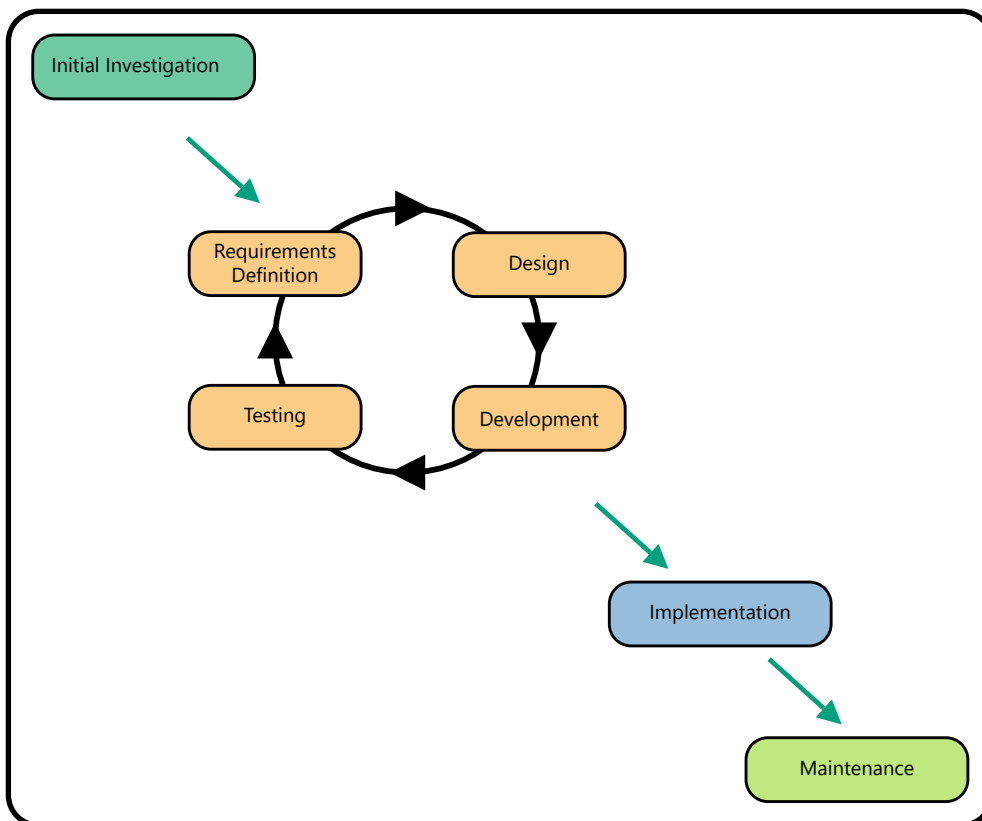 Initial Investigation
Requirements
Definition
Design
Testing
Development
Implementation
Maintenance